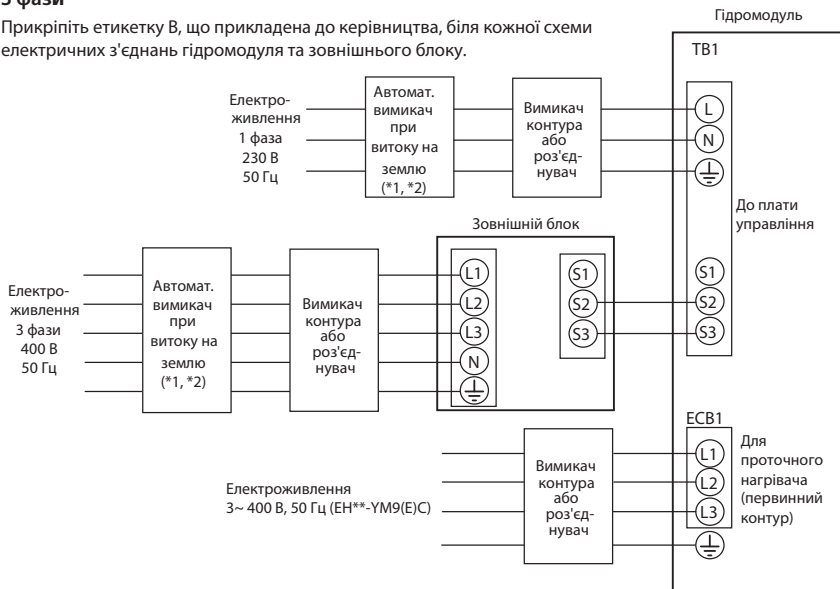 3 фази
Прикріпіть етикетку B, що прикладена до керівництва, біля кожної схеми
електричних з'єднань гідромодуля та зовнішнього блоку.
Гідромодуль
TB1
Електро-
живлення
1 фаза
230 В
50 Гц
Автомат.
вимикач
при
витоку на
землю
(*1, *2)
Вимикач
контура
або
роз'єд-
нувач
L
N
До плати
управління
S1
S2
S3
Зовнішній блок
Електро-
живлення
3 фази
400 В
50 Гц
Автомат.
вимикач
при
витоку на
землю
(*1, *2)
Вимикач
контура
або
роз'єд-
нувач
L1
L2
L3
N
S1
S2
S3
ECB1
Електроживлення
3~ 400 В, 50 Гц (EH**-YM9(E)C)
Вимикач
контура
або
роз'єд-
нувач
L1
L2
L3
Для
проточного
нагрівача
(первинний
контур)